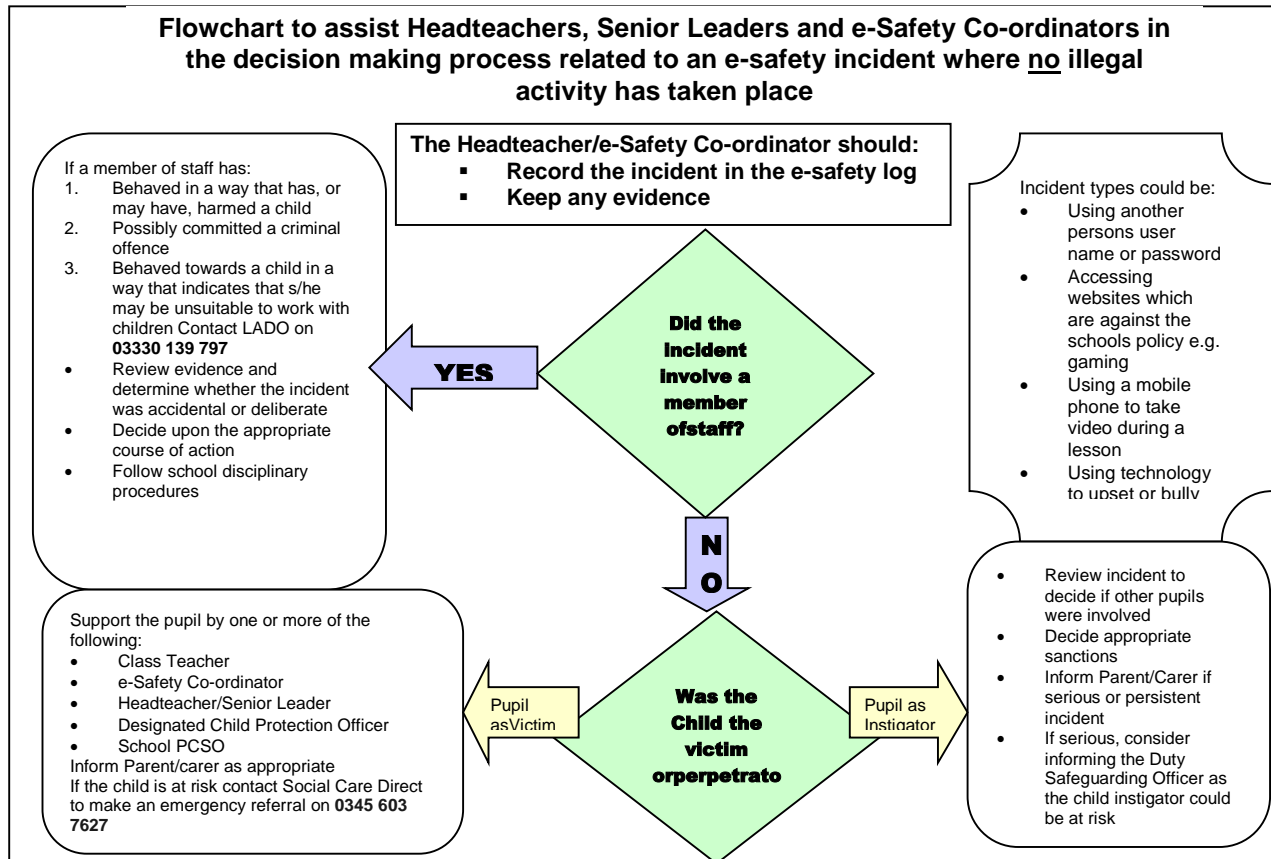 Flowchart to assist Headteachers, Senior Leaders and e-Safety Co-ordinators in
the decision making process related to an e-safety incident where no illegal
activity has taken place
The Headteacher/e-Safety Co-ordinator should:
▪ Record the incident in the e-safety log
▪ Keep any evidence
If a member of staff has:
1. Behaved in a way that has, or
may have, harmed a child
2. Possibly committed a criminal
offence
3. Behaved towards a child in a
way that indicates that s/he
may be unsuitable to work with
children Contact LADO on
03330 139 797
• Review evidence and
determine whether the incident
was accidental or deliberate
• Decide upon the appropriate
course of action
• Follow school disciplinary
procedures
YES
Did the
incident
involve a
member
ofstaff?
Incident types could be:
• Using another
persons user
name or password
• Accessing
websites which
are against the
schools policy e.g.
gaming
• Using a mobile
phone to take
video during a
lesson
• Using technology
to upset or bully
N
O
Support the pupil by one or more of the
following:
• Class Teacher
• e-Safety Co-ordinator
• Headteacher/Senior Leader
• Designated Child Protection Officer
• School PCSO
Inform Parent/carer as appropriate
If the child is at risk contact Social Care Direct
to make an emergency referral on 0345 603
7627
Pupil
asVictim
Was the
Child the
victim
orperpetrato
Pupil as
Instigator
• Review incident to
decide if other pupils
were involved
• Decide appropriate
sanctions
• Inform Parent/Carer if
serious or persistent
incident
• If serious, consider
informing the Duty
Safeguarding Officer as
the child instigator could
be at risk